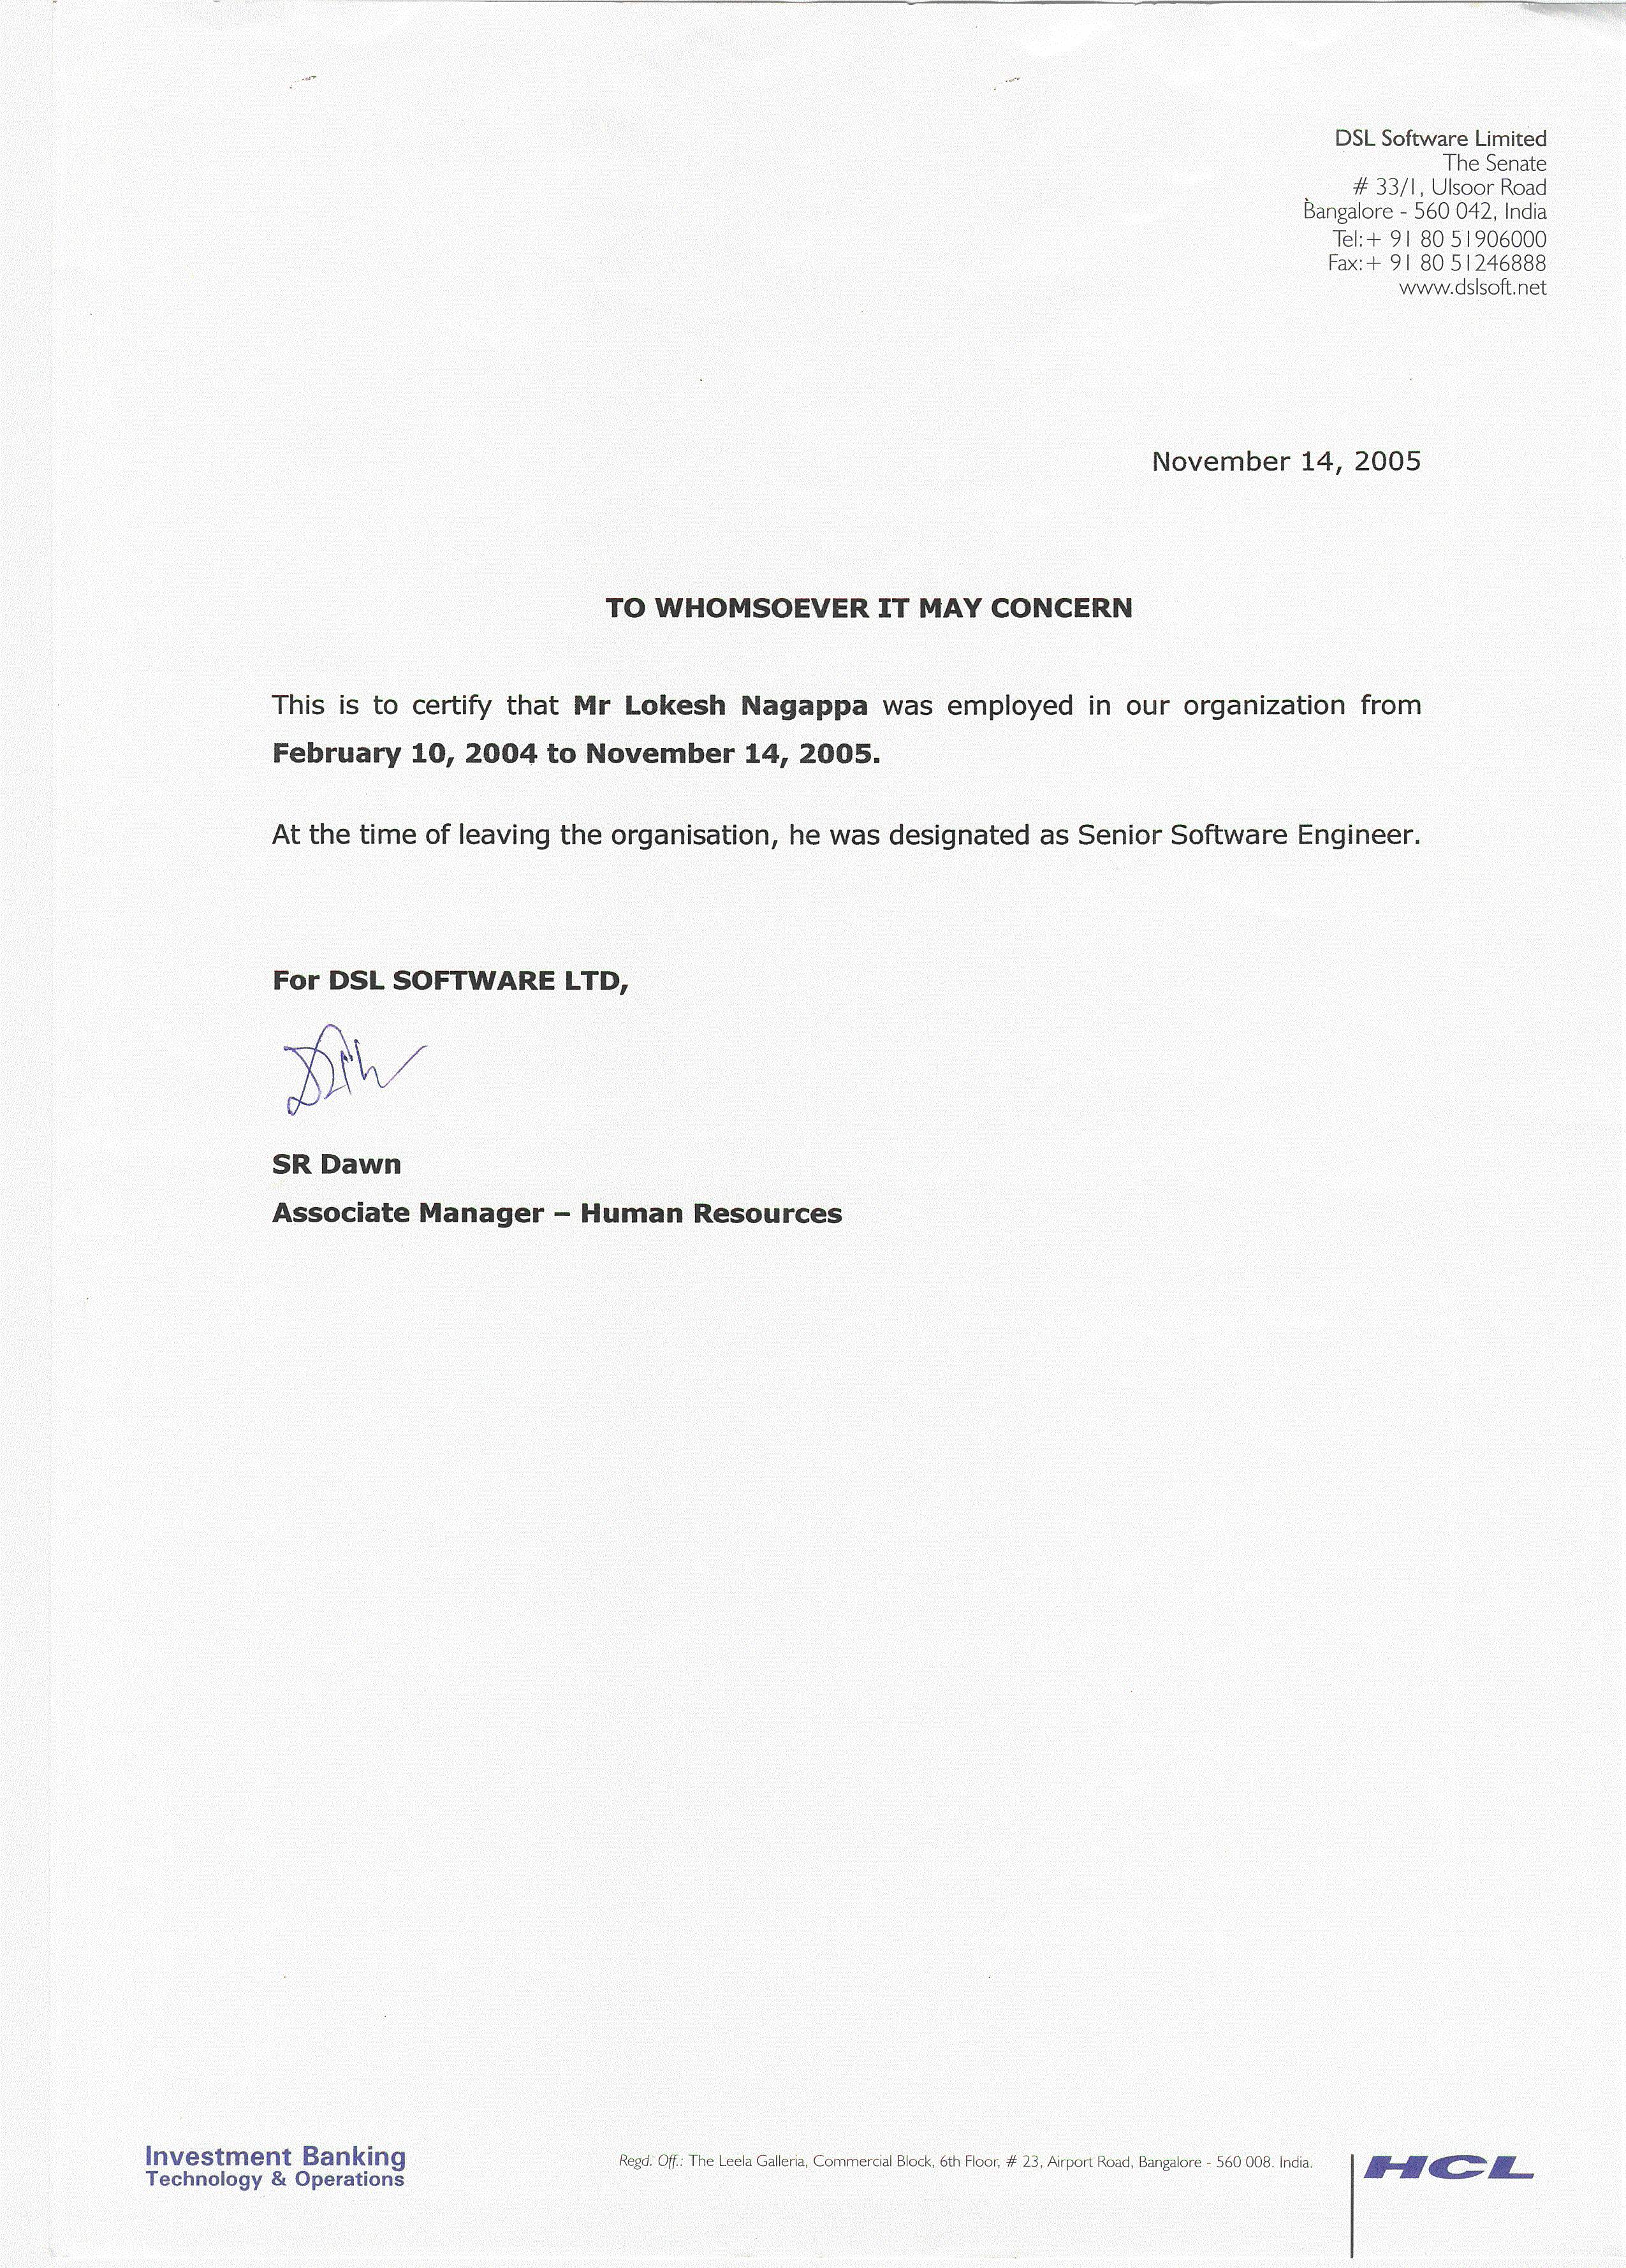 DSL Software Limited
The Senate
# 33/1, Ulsoor Road
Bangalore - 560 042, India
Tel:+ 91 80 51906000
Fax:+ 91 80 51246888
www.dslsoft.net
November 14, 2005
TO WHOMSOEVER IT MAY CONCERN
This is to certify that Mr Lokesh Nagappa was employed in our organization from
February 10, 2004 to November 14, 2005.
At the time of leaving the organisation, he was designated as Senior Software Engineer.
For DSL SOFTWARE LTD,
SR Dawn
Associate Manager – Human Resources
Investment Banking
Technology & Operations
Regd. Off.: The Leela Galleria, Commercial Block, 6th Floor, # 23, Airport Road, Bangalore - 560 008. India.
HCL